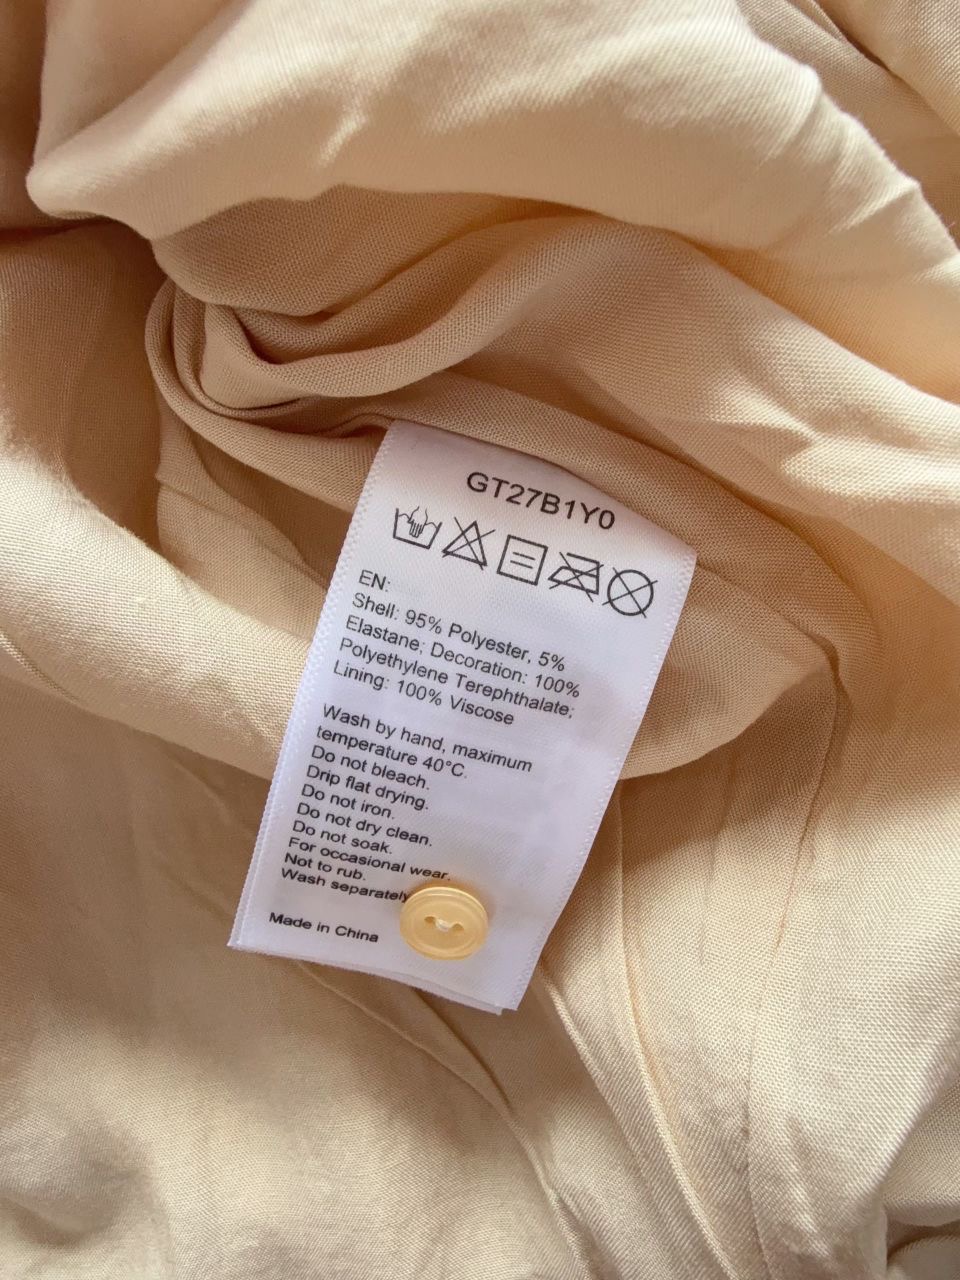 GT27B1Y0
EN:
Shell: 95% Polyester, 5%
Elastane; Decoration: 100%
Polyethylene Terephthalate;
Lining: 100% Viscose
Wash by hand, maximum
temperature 40°C.
Do not bleach.
Drip flat drying.
Do not iron.
Do not dry clean.
Do not soak.
For occasional wear.
Not to rub.
Wash separately
Made in China